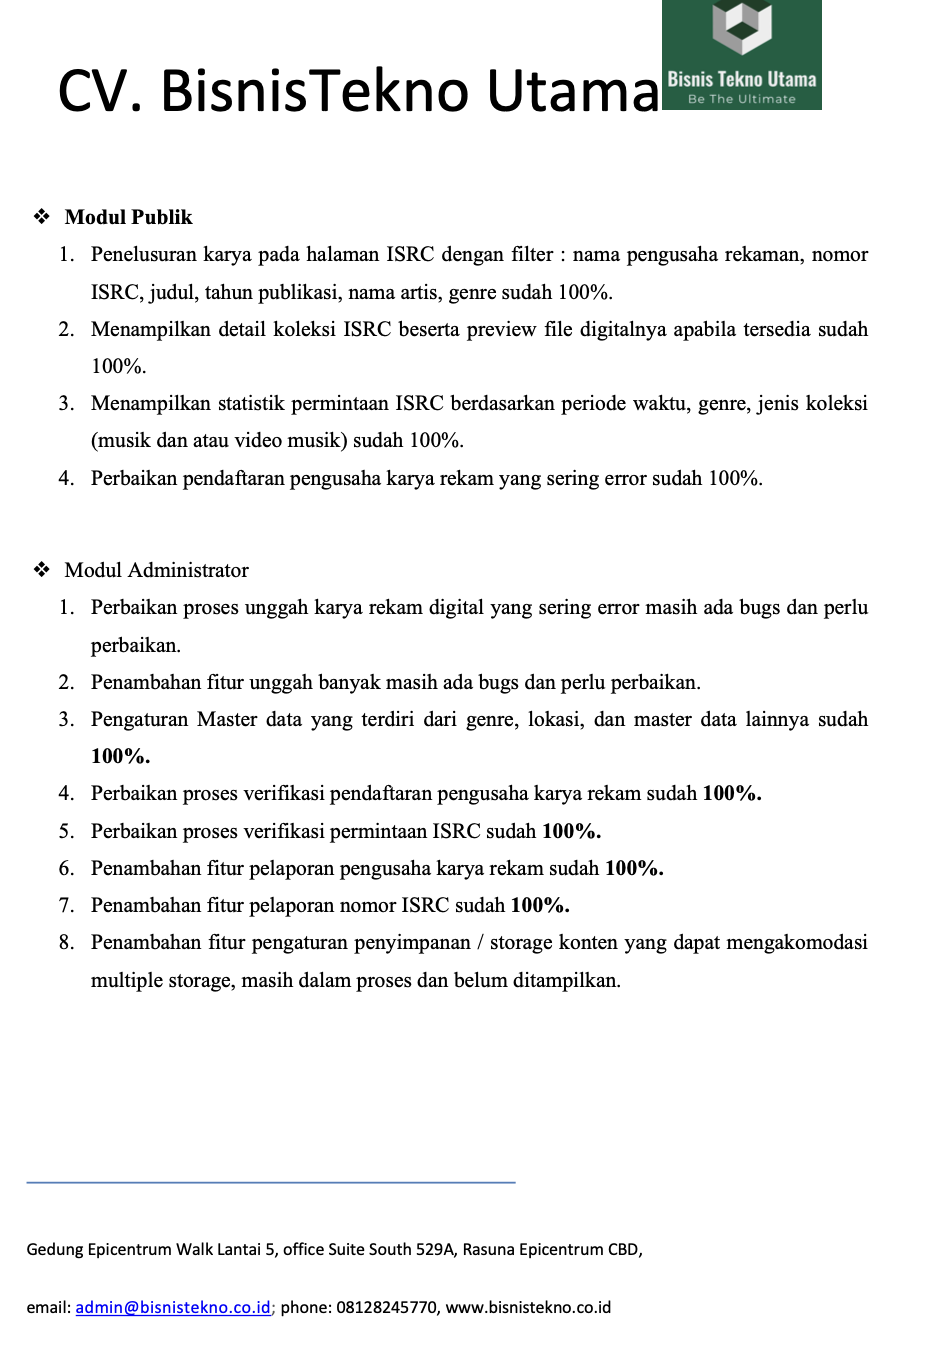 CV. BisnisTekno Utama
Bisnis Tekno Utama
Be The Ultimate
❖ Modul Publik
1. Penelusuran karya pada halaman ISRC dengan filter : nama pengusaha rekaman, nomor
ISRC, judul, tahun publikasi, nama artis, genre sudah 100%.
2. Menampilkan detail koleksi ISRC beserta preview file digitalnya apabila tersedia sudah
100%.
3. Menampilkan statistik permintaan ISRC berdasarkan periode waktu, genre, jenis koleksi
(musik dan atau video musik) sudah 100%.
4. Perbaikan pendaftaran pengusaha karya rekam yang sering error sudah 100%.
❖ Modul Administrator
1. Perbaikan proses unggah karya rekam digital yang sering error masih ada bugs dan perlu
perbaikan.
2. Penambahan fitur unggah banyak masih ada bugs dan perlu perbaikan.
3. Pengaturan Master data yang terdiri dari genre, lokasi, dan master data lainnya sudah
100%.
4. Perbaikan proses verifikasi pendaftaran pengusaha karya rekam sudah 100%.
5. Perbaikan proses verifikasi permintaan ISRC sudah 100%.
6. Penambahan fitur pelaporan pengusaha karya rekam sudah 100%.
7. Penambahan fitur pelaporan nomor ISRC sudah 100%.
8. Penambahan fitur pengaturan penyimpanan / storage konten yang dapat mengakomodasi
multiple storage, masih dalam proses dan belum ditampilkan.
Gedung Epicentrum Walk Lantai 5, office Suite South 529A, Rasuna Epicentrum CBD,
email: admin@bisnistekno.co.id; phone: 08128245770, www.bisnistekno.co.id